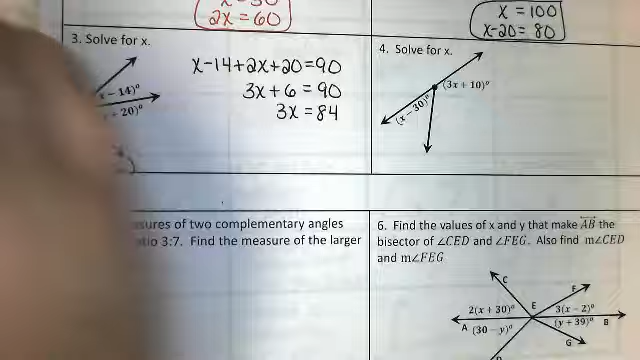 2x = 60
x = 100
x-20 = 80
3. Solve for x.
x-14+2x+20=90
3x+6=90
3x=84
x − 14)°
+ 20)°
4. Solve for x.
(3x + 10)°
(x − 30)°
sures of two complementary angles
tio 3:7. Find the measure of the larger
6. Find the values of x and y that make AB the
bisector of ∠CED and ∠FEG. Also find m∠CED
and m∠FEG
C
E
F
2(x + 30)°
3(x − 2)°
A
(30 − y)°
(y + 39)°
B
G